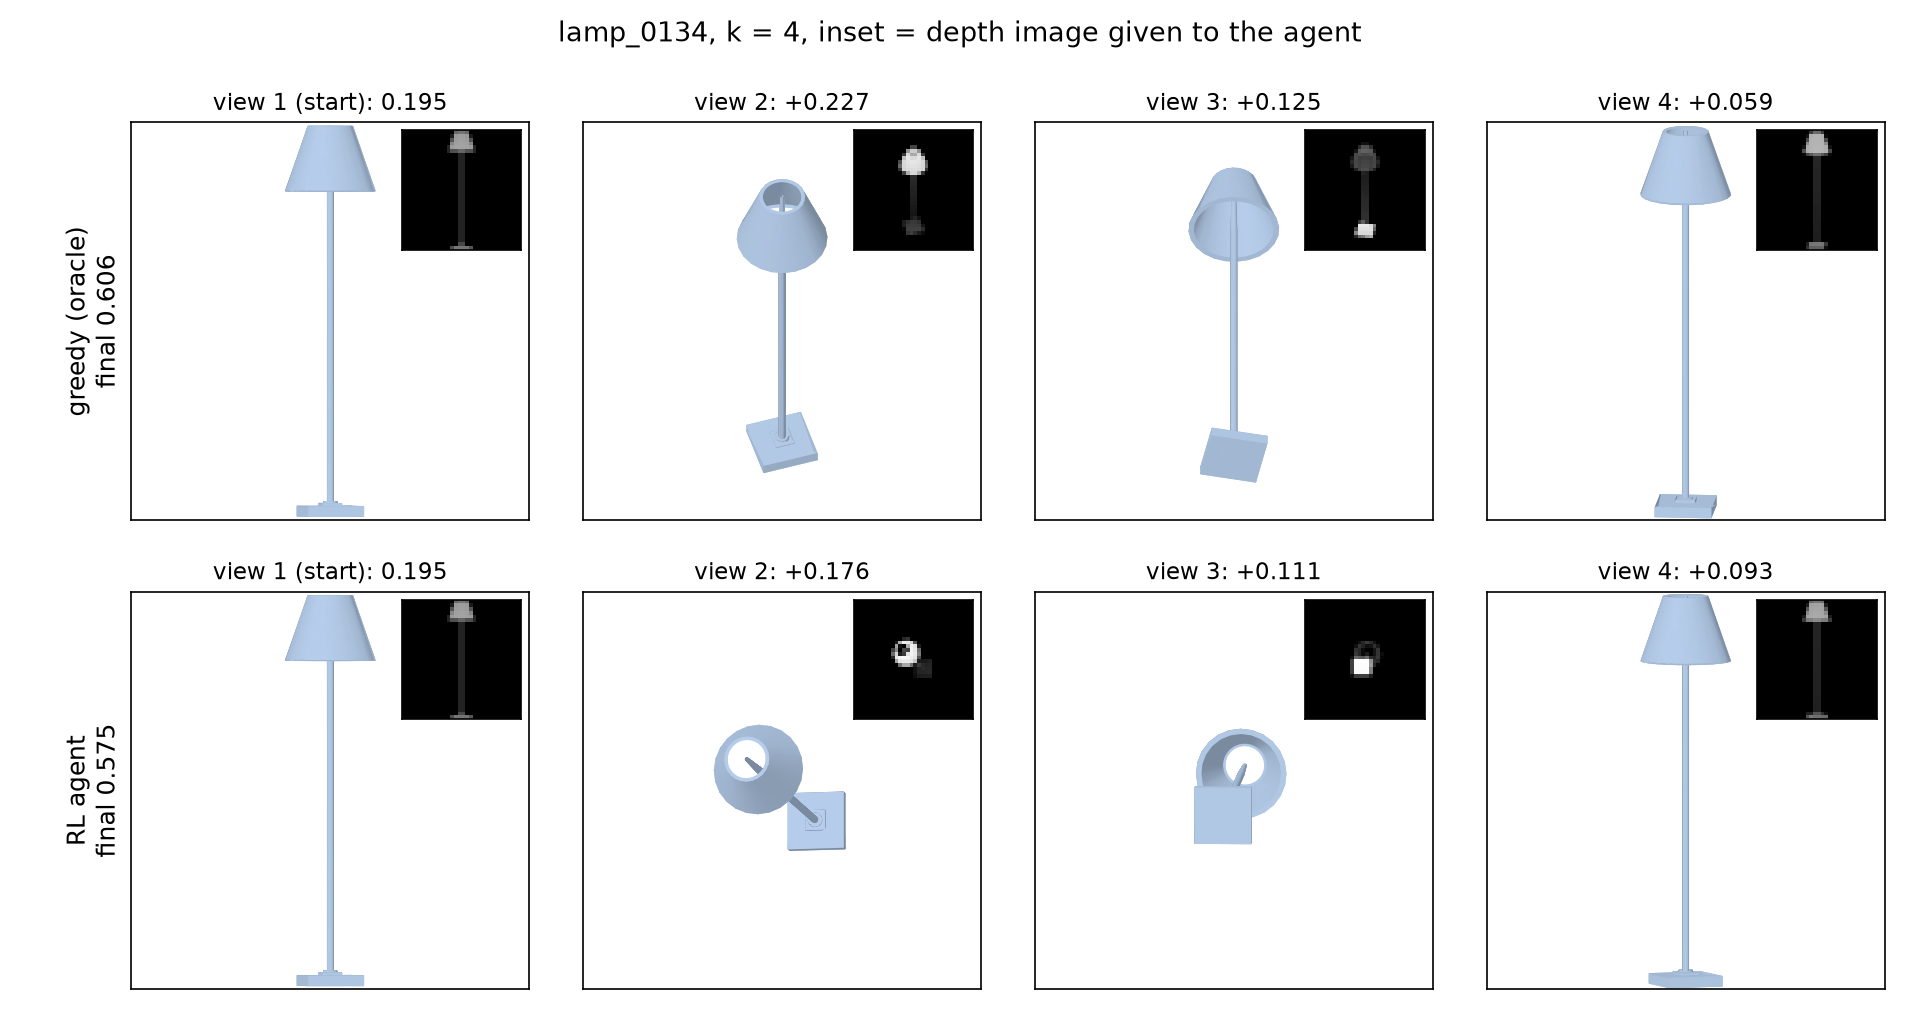 lamp_0134, k = 4, inset = depth image given to the agent
greedy (oracle)
final 0.606
view 1 (start): 0.195
view 2: +0.227
view 3: +0.125
view 4: +0.059
RL agent
final 0.575
view 1 (start): 0.195
view 2: +0.176
view 3: +0.111
view 4: +0.093